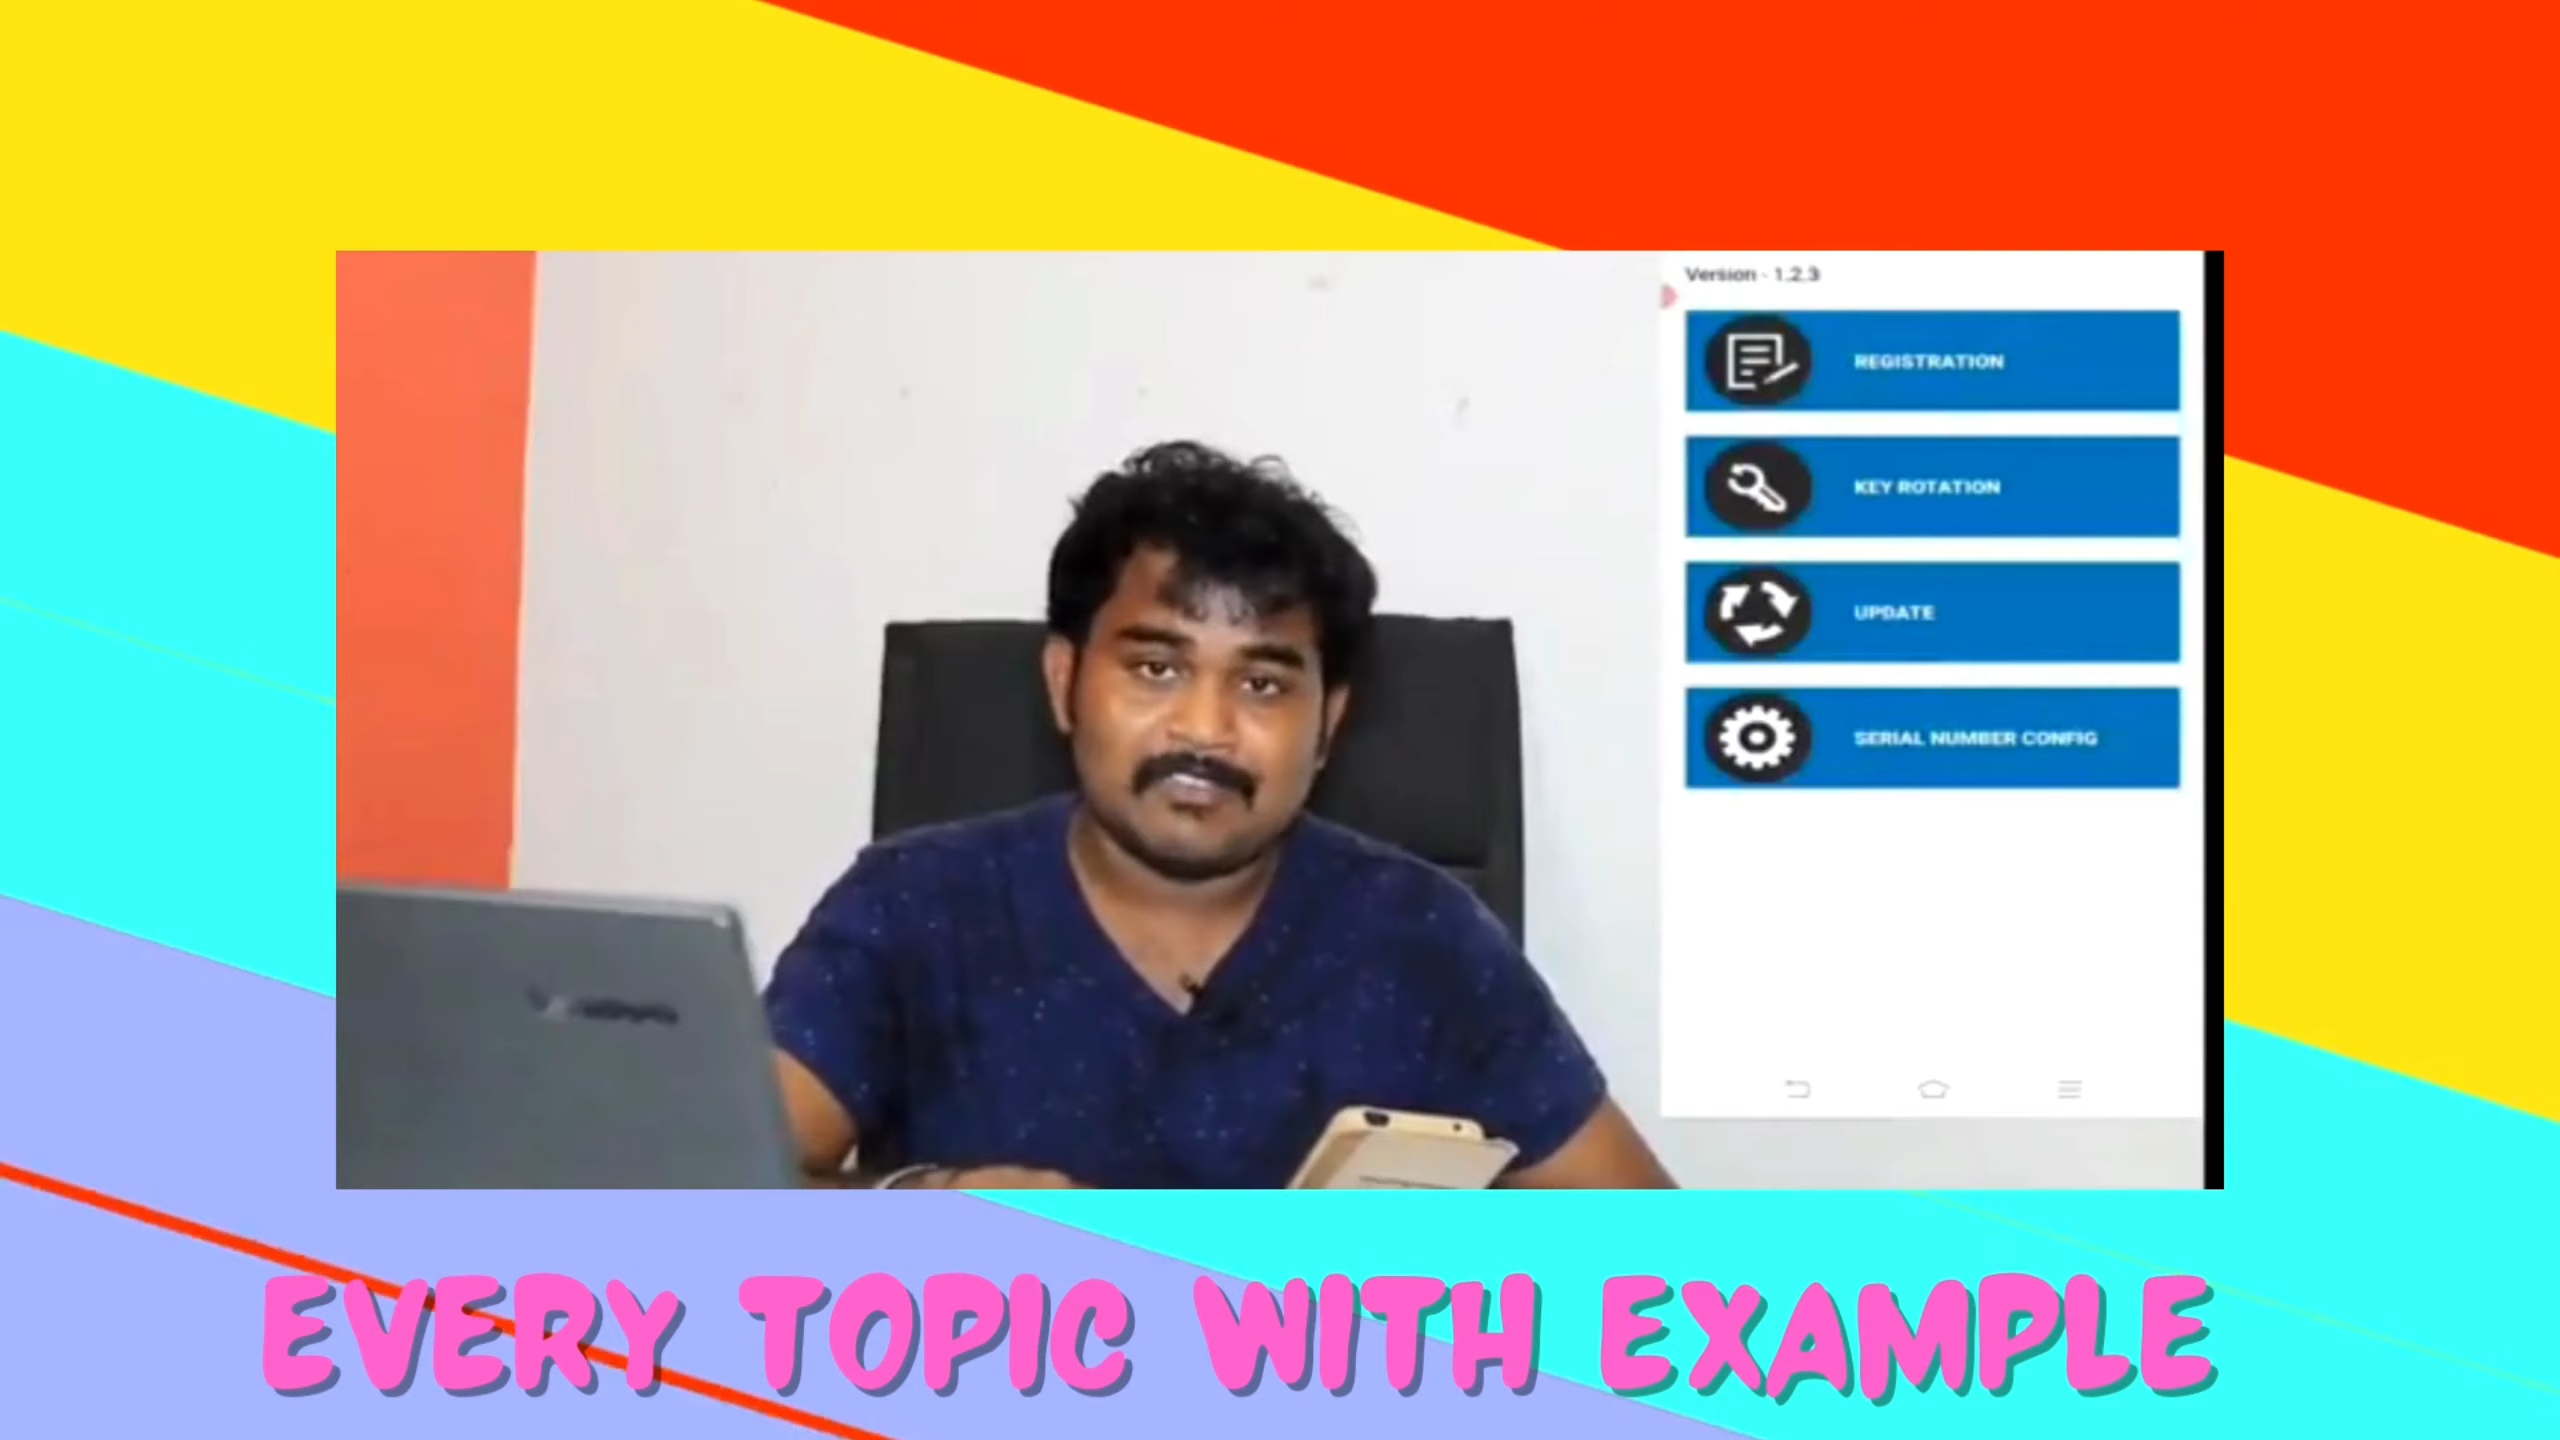 Version - 1.2.3
REGISTRATION
KEY ROTATION
UPDATE
SERIAL NUMBER CONFIG
EVERY TOPIC WITH EXAMPLE